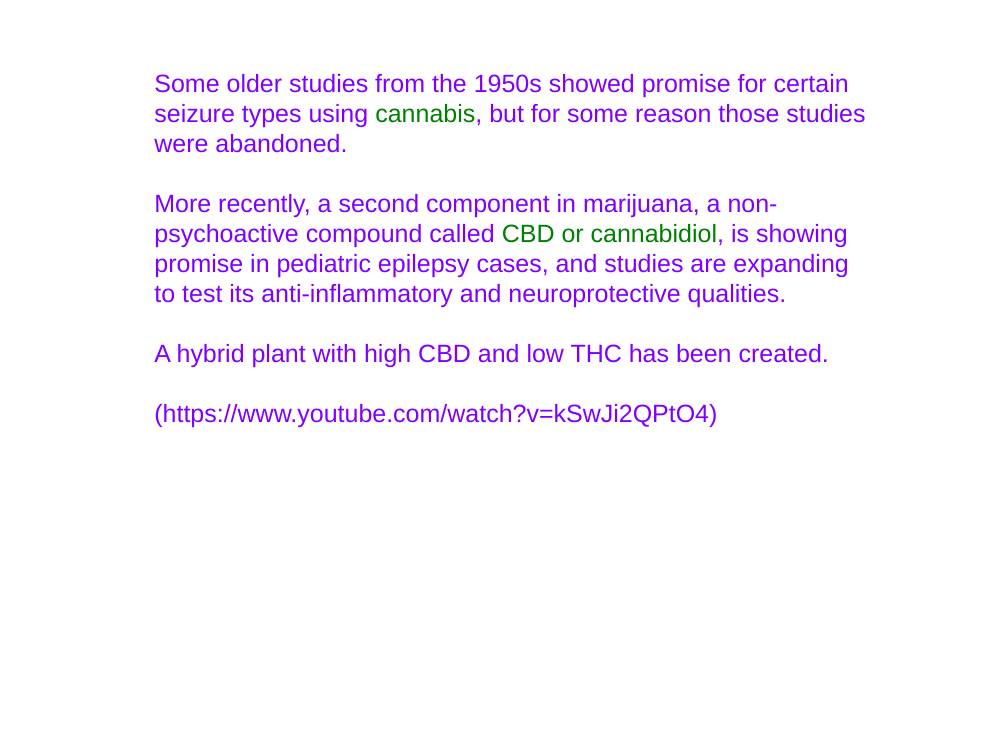 Some older studies from the 1950s showed promise for certain
seizure types using cannabis, but for some reason those studies
were abandoned.
More recently, a second component in marijuana, a non-
psychoactive compound called CBD or cannabidiol, is showing
promise in pediatric epilepsy cases, and studies are expanding
to test its anti-inflammatory and neuroprotective qualities.
A hybrid plant with high CBD and low THC has been created.
(https://www.youtube.com/watch?v=kSwJi2QPtO4)